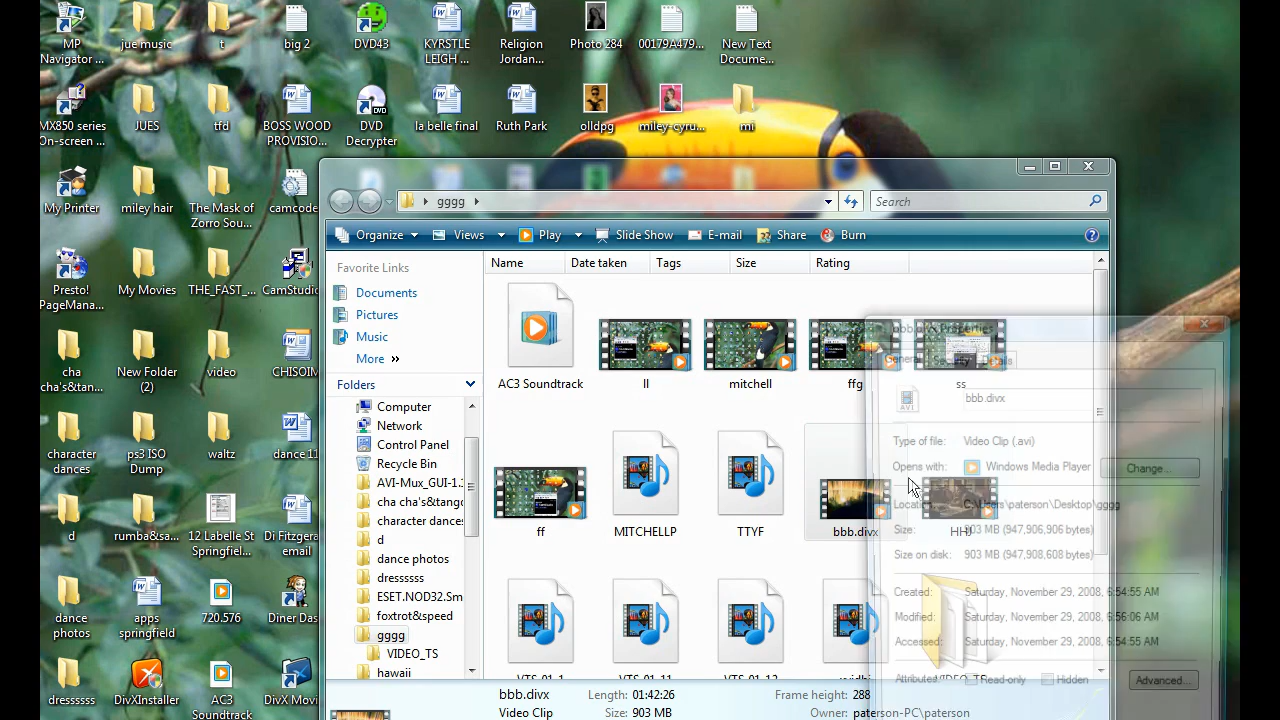 MP
Navigator ...
jue music
t
big 2
DVD43
KYRSTLE
LEIGH ...
Religion
Jordan...
Photo 284
00179A479...
New Text
Docume...
MX850 series
On-screen ...
JUES
tfd
BOSS WOOD
PROVISIO...
DVD
Decrypter
la belle final
Ruth Park
olldpg
miley-cyru...
mi
My Printer
miley hair
The Mask of
Zorro Sou...
camcode
gggg
Search
Organize
Views
Play
Slide Show
E-mail
Share
Burn
Presto!
PageMana...
My Movies
THE_FAST_...
CamStudio
Favorite Links
Documents
Pictures
Music
More
Name
Date taken
Tags
Size
Rating
AC3 Soundtrack
ll
mitchell
ffg
ss
cha
cha's&tan...
New Folder
(2)
video
CHISOIM
Folders
Computer
Network
Control Panel
Recycle Bin
AVI-Mux_GUI-1.
cha cha's&tang
character dance
d
dance photos
dresssss
ESET.NOD32.Sm
foxtrot&speed
gggg
VIDEO_TS
hawaii
bbb.divx Properties
General
Details
bbb.divx
Type of file:
Video Clip (.avi)
Opens with:
Windows Media Player
Change...
Location:
C:\Users\paterson\Desktop\gggg
Size:
903 MB (947,906,906 bytes)
Size on disk:
903 MB (947,908,608 bytes)
Created:
Saturday, November 29, 2008, 6:54:55 AM
Modified:
Saturday, November 29, 2008, 6:56:06 AM
Accessed:
Saturday, November 29, 2008, 6:54:55 AM
Attributes:
Read-only
Hidden
Advanced...
character
dances
ps3 ISO
Dump
waltz
dance 11
ff
MITCHELLP
TTYF
bbb.divx
d
rumba&sa...
12 Labelle St
Springfiel...
Di Fitzgera
email
dance
photos
apps
springfield
720.576
Diner Das
dresssss
DivXInstaller
AC3
Soundtrack
DivX Movi
bbb.divx
Video Clip
Length: 01:42:26
Size: 903 MB
Frame height: 288
Owner: paterson-PC\paterson